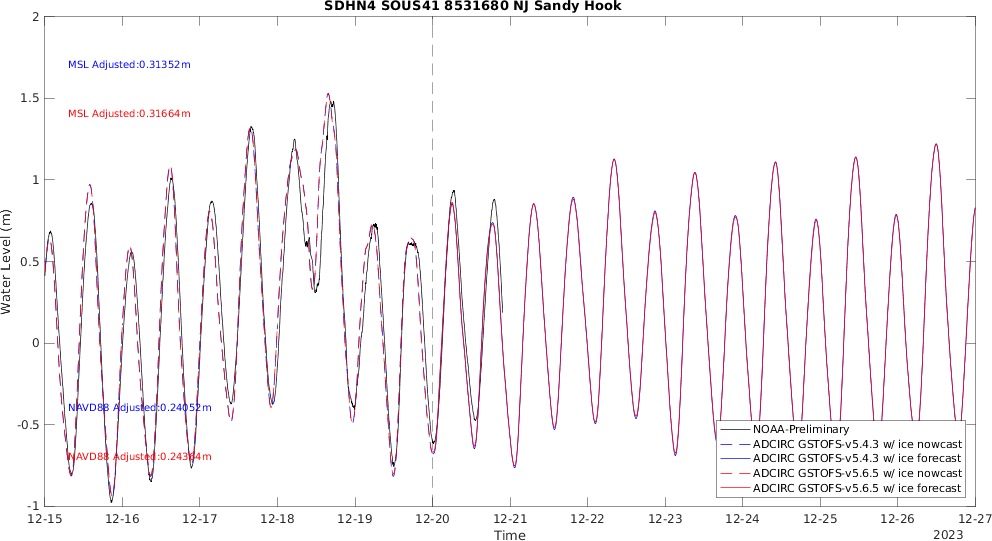 SDHN4 SOUS41 8531680 NJ Sandy Hook
2
1.5
1
0.5
0
-0.5
-1
Water Level (m)
MSL Adjusted:0.31352m
MSL Adjusted:0.31664m
NAVD88 Adjusted:0.24052m
NAVD88 Adjusted:0.24364m
NOAA-Preliminary
ADCIRC GSTOFS-v5.4.3 w/ ice nowcast
ADCIRC GSTOFS-v5.4.3 w/ ice forecast
ADCIRC GSTOFS-v5.6.5 w/ ice nowcast
ADCIRC GSTOFS-v5.6.5 w/ ice forecast
12-15 12-16 12-17 12-18 12-19 12-20 12-21 12-22 12-23 12-24 12-25 12-26 12-27
Time
2023